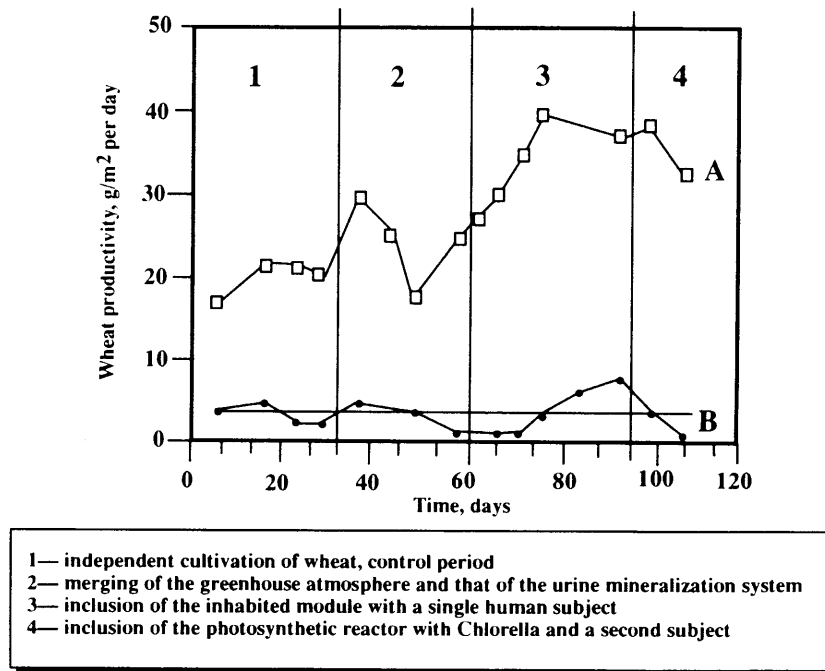 50
1
2
3
4
40
A
30
20
10
B
0
0
20
40
60
80
100
120
Wheat productivity, g/m² per day
Time, days
1— independent cultivation of wheat, control period
2— merging of the greenhouse atmosphere and that of the urine mineralization system
3— inclusion of the inhabited module with a single human subject
4— inclusion of the photosynthetic reactor with Chlorella and a second subject